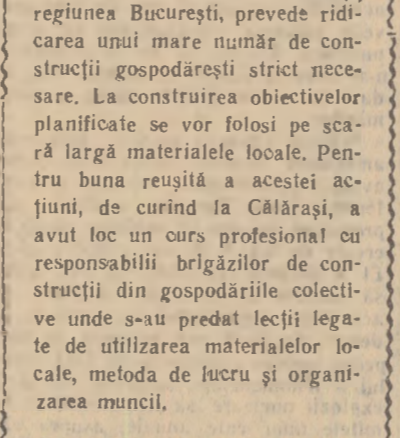 regiunea București, prevede ridi-
carea unui mare număr de con-
strucții gospodărești strict nece-
sare. La construirea obiectivelor
planificate se vor folosi pe sca-
ră largă materialele locale. Pen-
tru buna reușită a acestei ac-
țiuni, de curind la Călărași, a
avut loc un curs profesional cu
responsabilii brigăzilor de con-
strucții din gospodăriile colecti-
ve unde s-au predat lecții lega-
te de utilizarea materialelor lo-
cale, metoda de lucru și organi-
zarea muncii.